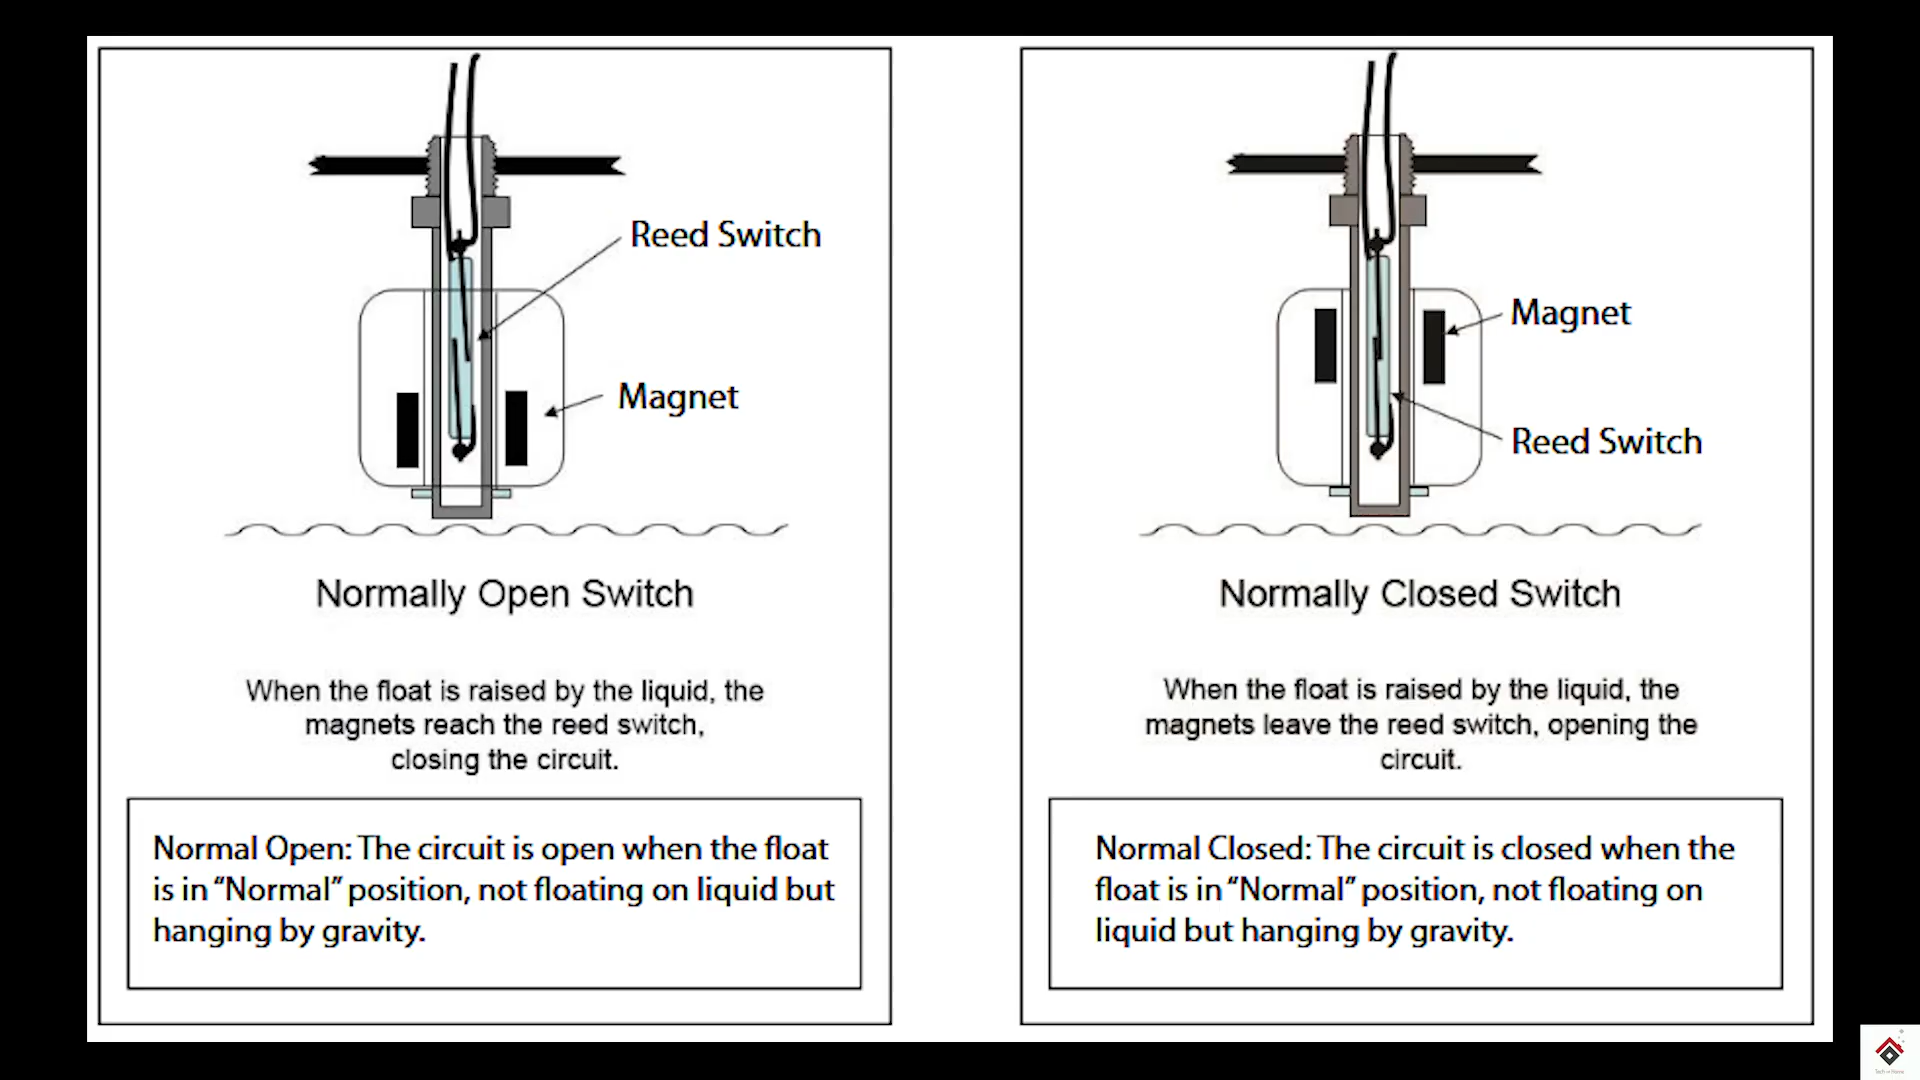 Reed Switch
Magnet
Normally Open Switch
When the float is raised by the liquid, the
magnets reach the reed switch,
closing the circuit.
Normal Open: The circuit is open when the float
is in “Normal” position, not floating on liquid but
hanging by gravity.
Magnet
Reed Switch
Normally Closed Switch
When the float is raised by the liquid, the
magnets leave the reed switch, opening the
circuit.
Normal Closed: The circuit is closed when the
float is in “Normal” position, not floating on
liquid but hanging by gravity.